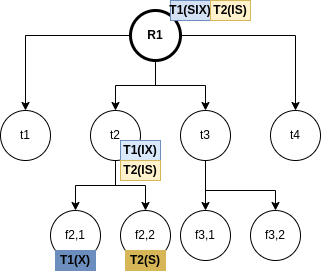 T1(SIX) T2(IS)
R1
t1 t2 t3 t4
T1(IX)
T2(IS)
f2,1 f2,2 f3,1 f3,2
T1(X) T2(S)